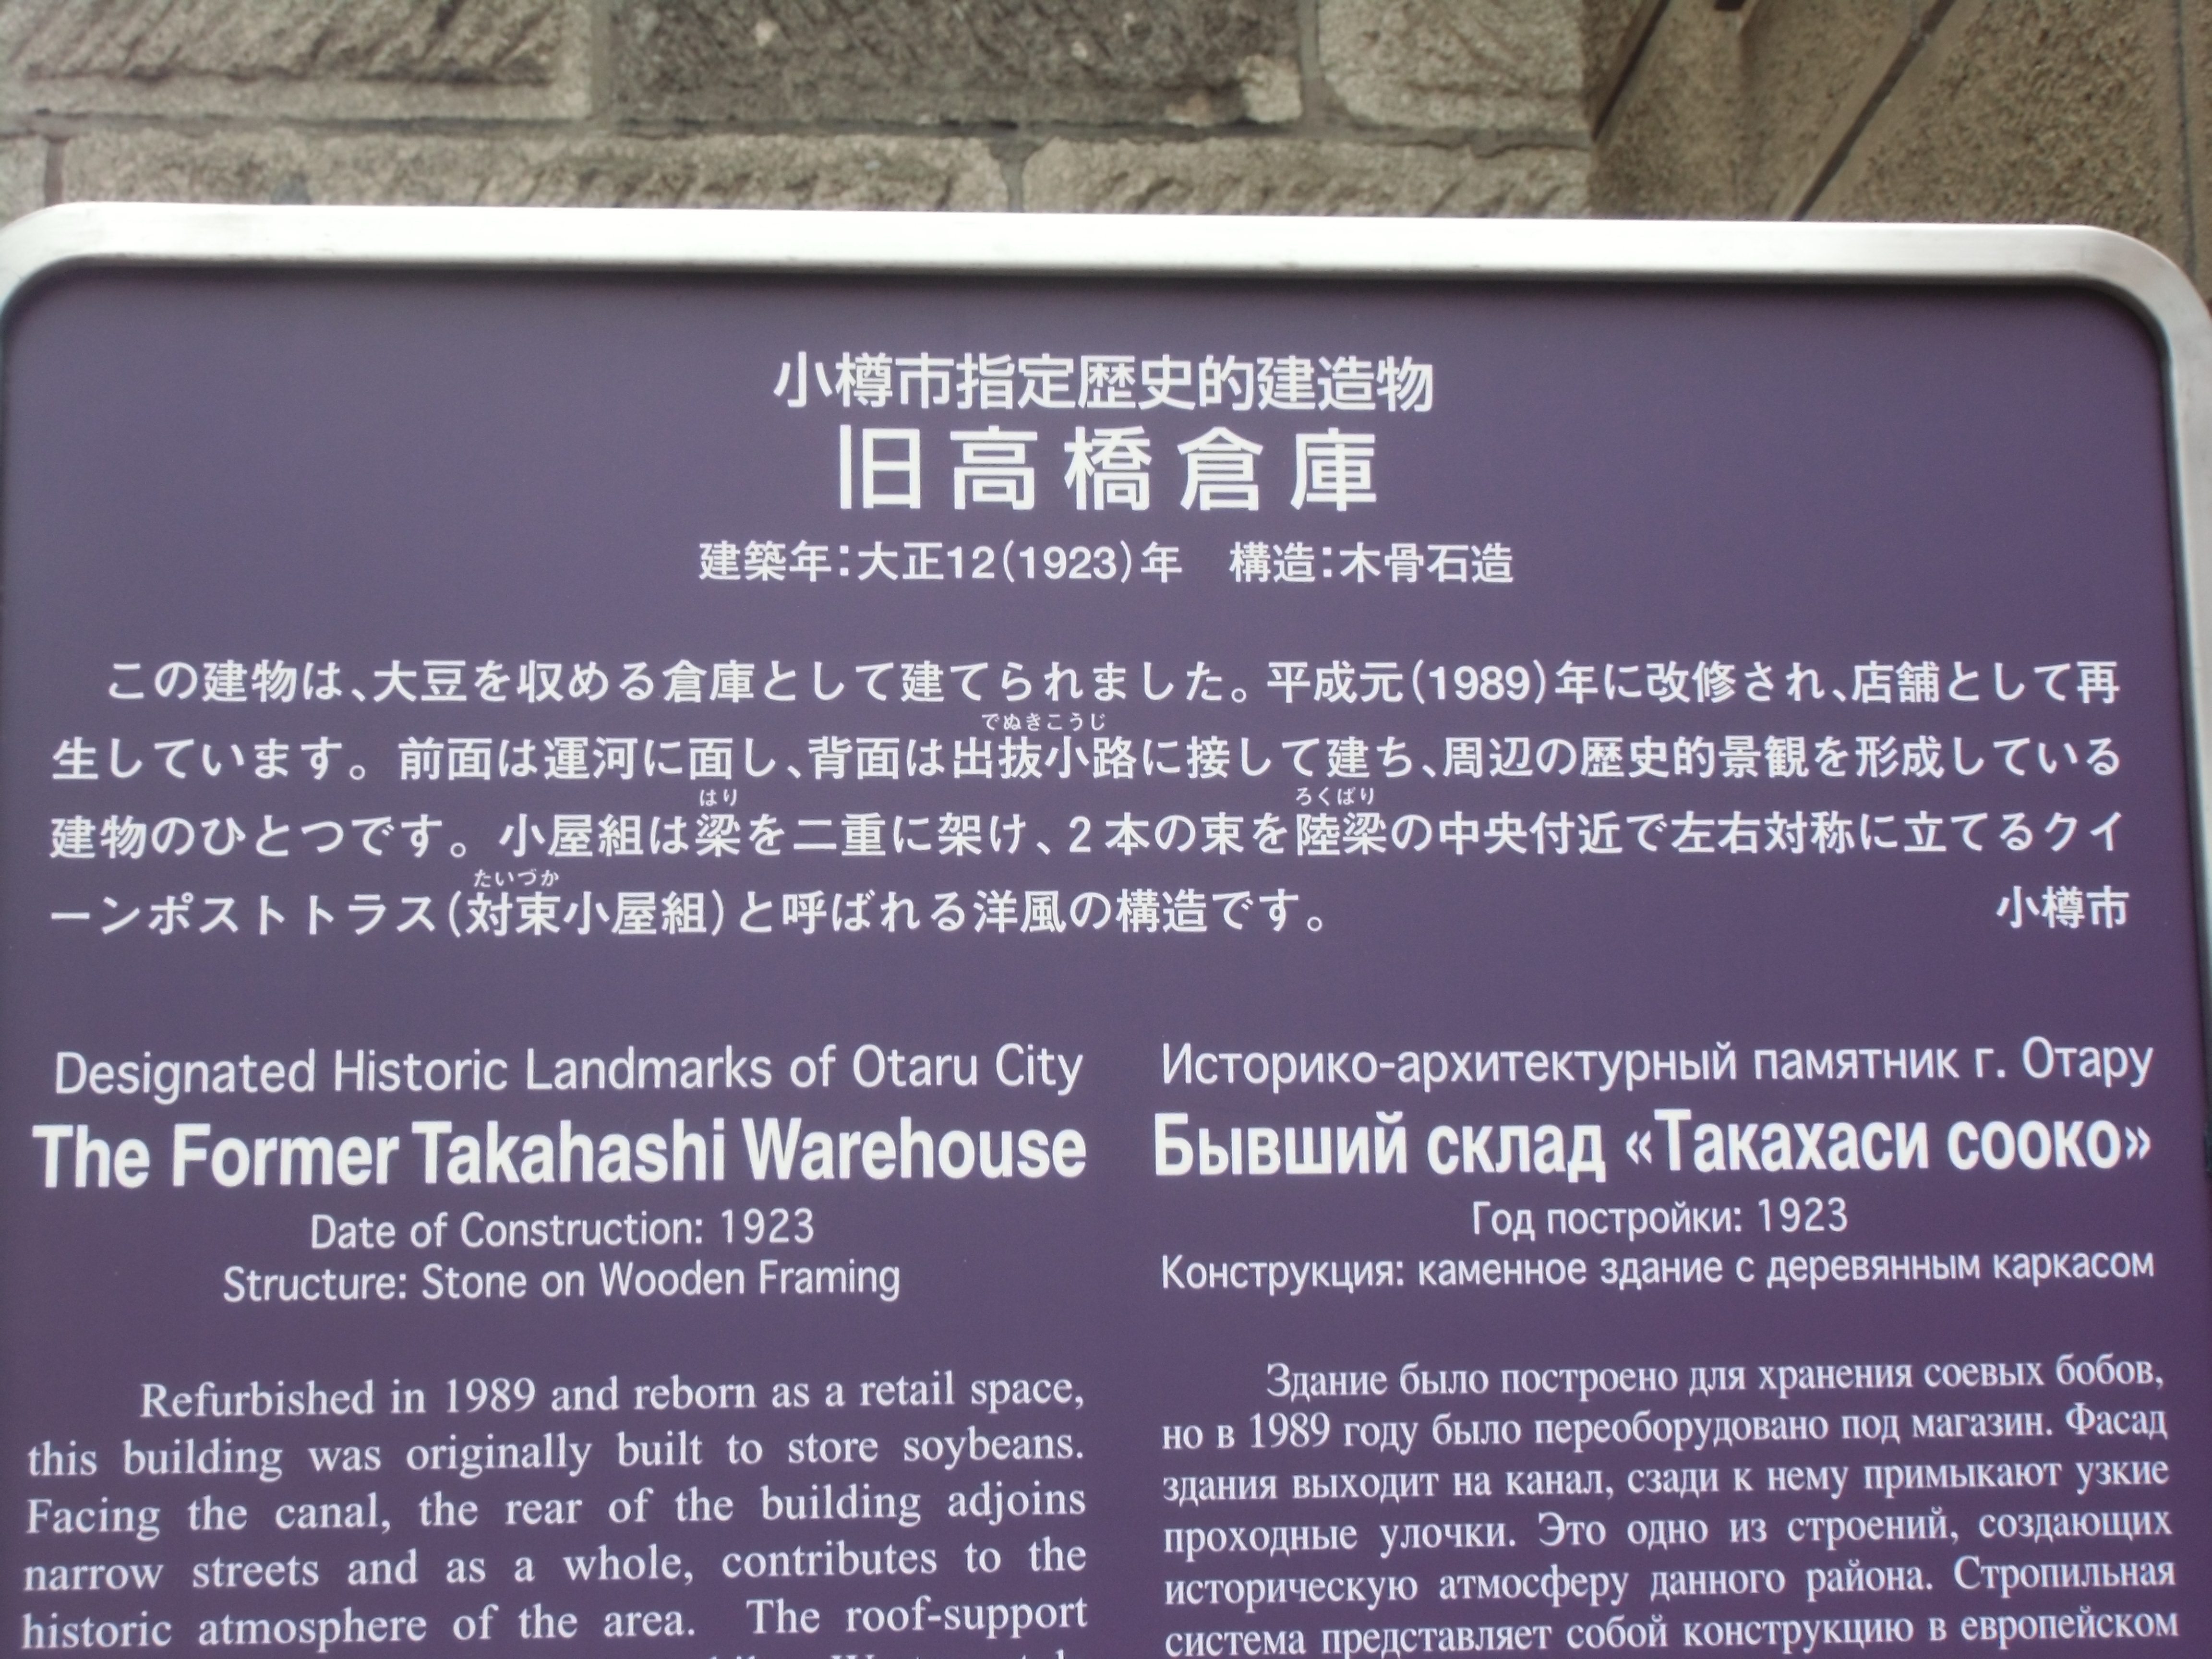 小樽市指定歴史的建造物
旧高橋倉庫
建築年：大正12（1923）年　構造：木骨石造
この建物は、大豆を収める倉庫として建てられました。平成元（1989）年に改修され、店舗として再
でぬきこうじ
生しています。前面は運河に面し、背面は出抜小路に接して建ち、周辺の歴史的景観を形成している
はり　ろくばり
建物のひとつです。小屋組は梁を二重に架け、2本の束を陸梁の中央付近で左右対称に立てるクイ
たいづか
ーンポストトラス（対束小屋組）と呼ばれる洋風の構造です。　小樽市
Designated Historic Landmarks of Otaru City
The Former Takahashi Warehouse
Date of Construction: 1923
Structure: Stone on Wooden Framing
Refurbished in 1989 and reborn as a retail space,
this building was originally built to store soybeans.
Facing the canal, the rear of the building adjoins
narrow streets and as a whole, contributes to the
historic atmosphere of the area. The roof-support
Историко-архитектурный памятник г. Отару
Бывший склад «Такахаси сооко»
Год постройки: 1923
Конструкция: каменное здание с деревянным каркасом
Здание было построено для хранения соевых бобов,
но в 1989 году было переоборудовано под магазин. Фасад
здания выходит на канал, сзади к нему примыкают узкие
проходные улочки. Это одно из строений, создающих
историческую атмосферу данного района. Стропильная
система представляет собой конструкцию в европейском